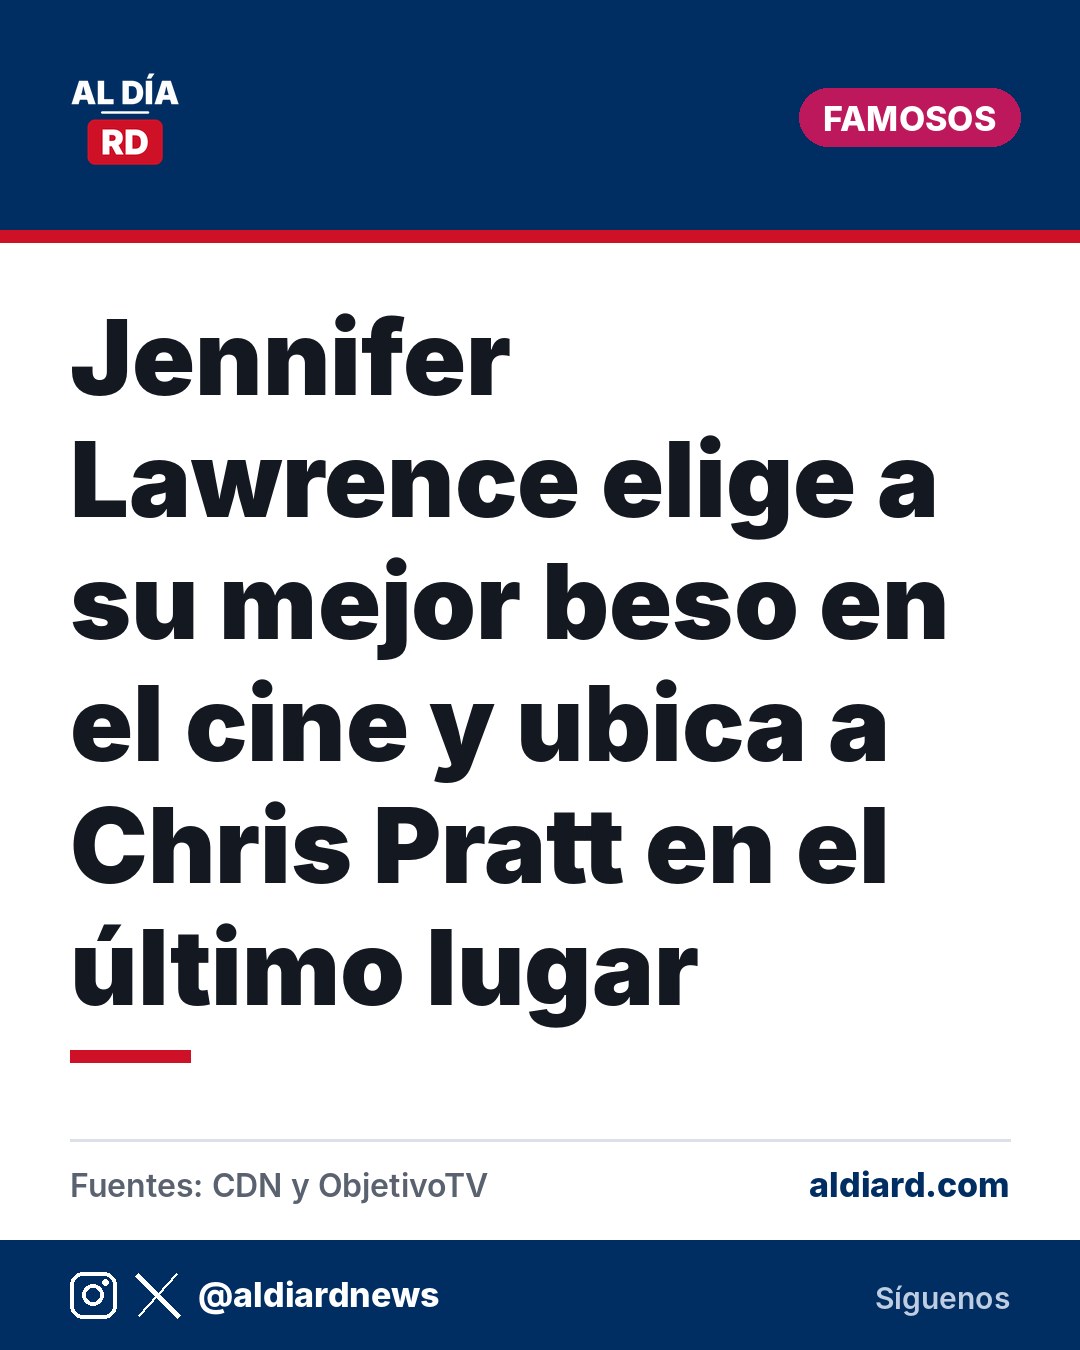 AL DÍA
RD
FAMOSOS
Jennifer
Lawrence elige a
su mejor beso en
el cine y ubica a
Chris Pratt en el
último lugar
Fuentes: CDN y ObjetivoTV
aldiard.com
@aldiardnews
Síguenos